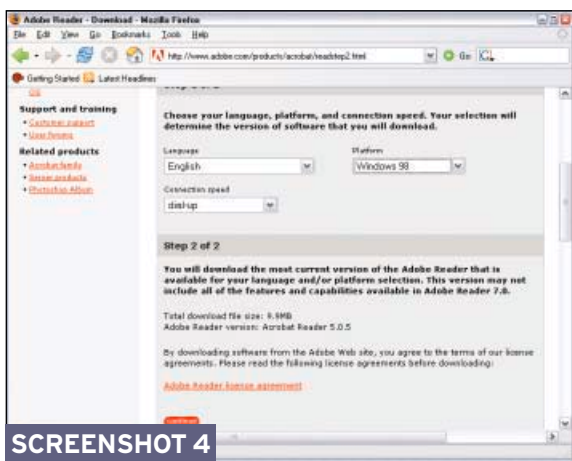 Adobe Reader - Download - Mozilla Firefox
File Edit View Go Bookmarks Tools Help
http://www.adobe.com/products/acrobat/readstep2.html
Go
Getting Started Latest Headlines
Support and training
• Customer support
• User forums
Related products
• Acrobat family
• Server products
• Photoshop Album
Choose your language, platform, and connection speed. Your selection will
determine the version of software that you will download.
Language Platform
English Windows 98
Connection speed
dial-up
Step 2 of 2
You will download the most current version of the Adobe Reader that is
available for your language and/or platform selection. This version may not
include all of the features and capabilities available in Adobe Reader 7.0.
Total download file size: 9.9MB
Adobe Reader version: Acrobat Reader 5.0.5
By downloading software from the Adobe Web site, you agree to the terms of our license
agreements. Please read the following license agreements before downloading:
Adobe Reader license agreement
continue
SCREENSHOT 4